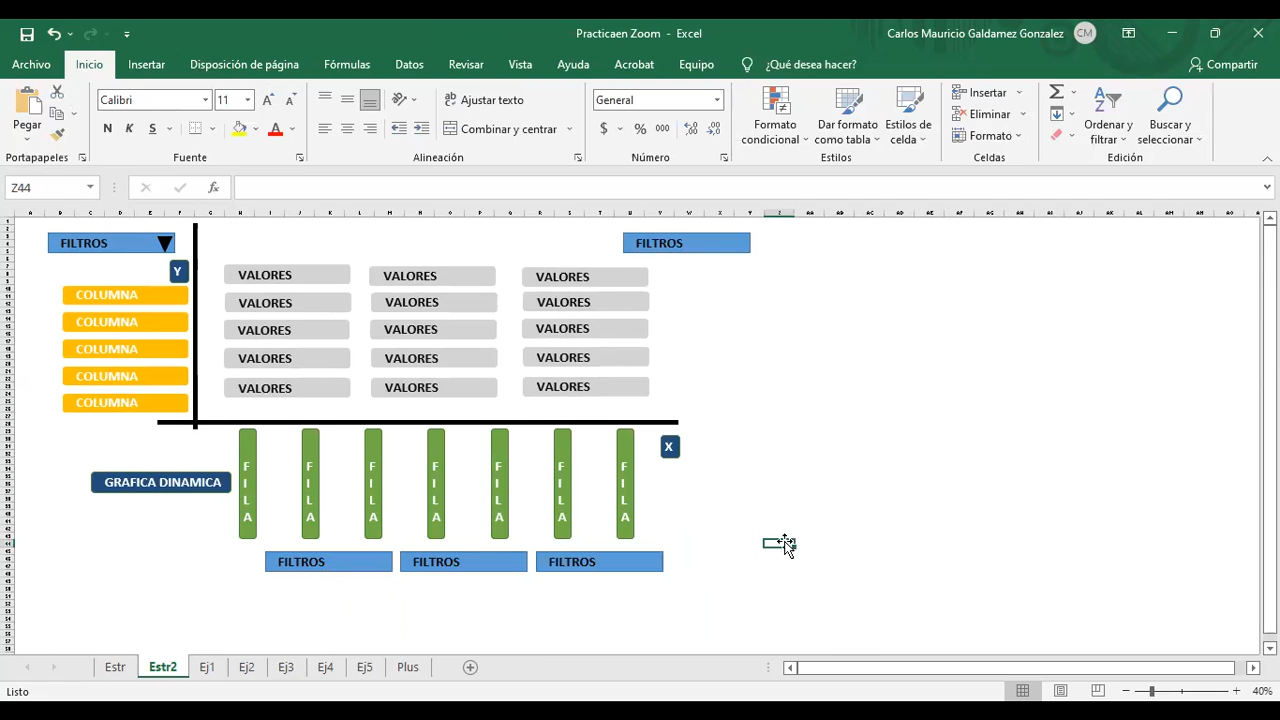 Practicaen Zoom - Excel
Carlos Mauricio Galdamez Gonzalez CM
Archivo Inicio Insertar Disposición de página Fórmulas Datos Revisar Vista Ayuda Acrobat Equipo ¿Qué desea hacer? Compartir
Pegar
Portapapeles
Calibri 11
N K S
Fuente
Ajustar texto
Combinar y centrar
Alineación
General
$ % 000
Número
Formato condicional
Dar formato como tabla
Estilos de celda
Estilos
Insertar
Eliminar
Formato
Celdas
Ordenar y filtrar
Buscar y seleccionar
Edición
Z44 fx
FILTROS FILTROS
Y
COLUMNA
COLUMNA
COLUMNA
COLUMNA
COLUMNA
VALORES VALORES VALORES
VALORES VALORES VALORES
VALORES VALORES VALORES
VALORES VALORES VALORES
VALORES VALORES VALORES
X
GRAFICA DINAMICA
FILA FILA FILA FILA FILA FILA FILA
FILTROS FILTROS FILTROS
Estr Estr2 Ej1 Ej2 Ej3 Ej4 Ej5 Plus
Listo 40%